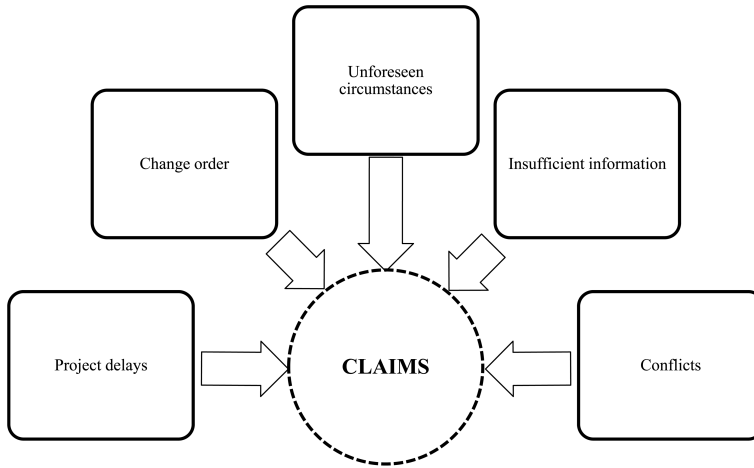 Unforeseen
circumstances
Change order
Insufficient information
Project delays
CLAIMS
Conflicts